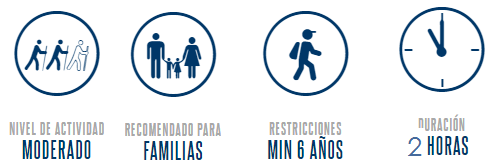 NIVEL DE ACTIVIDAD
MODERADO
RECOMENDADO PARA
FAMILIAS
RESTRICCIONES
MIN 6 AÑOS
DURACIÓN
2 HORAS